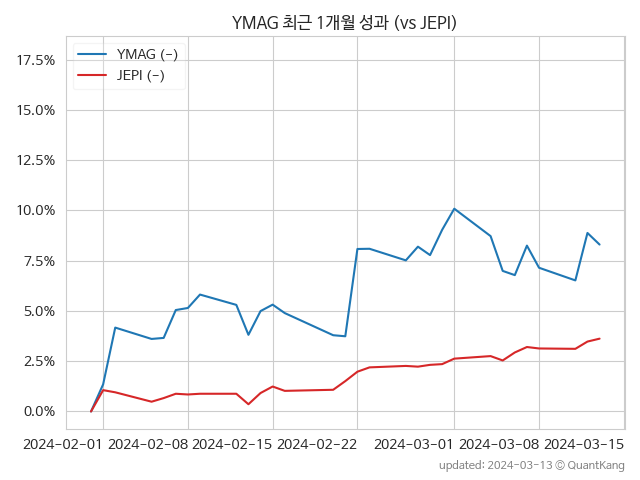 YMAG 최근 1개월 성과 (vs JEPI)
YMAG (-)
JEPI (-)
17.5%
15.0%
12.5%
10.0%
7.5%
5.0%
2.5%
0.0%
2024-02-01 2024-02-08 2024-02-15 2024-02-22 2024-03-01 2024-03-08 2024-03-15
updated: 2024-03-13 © QuantKang